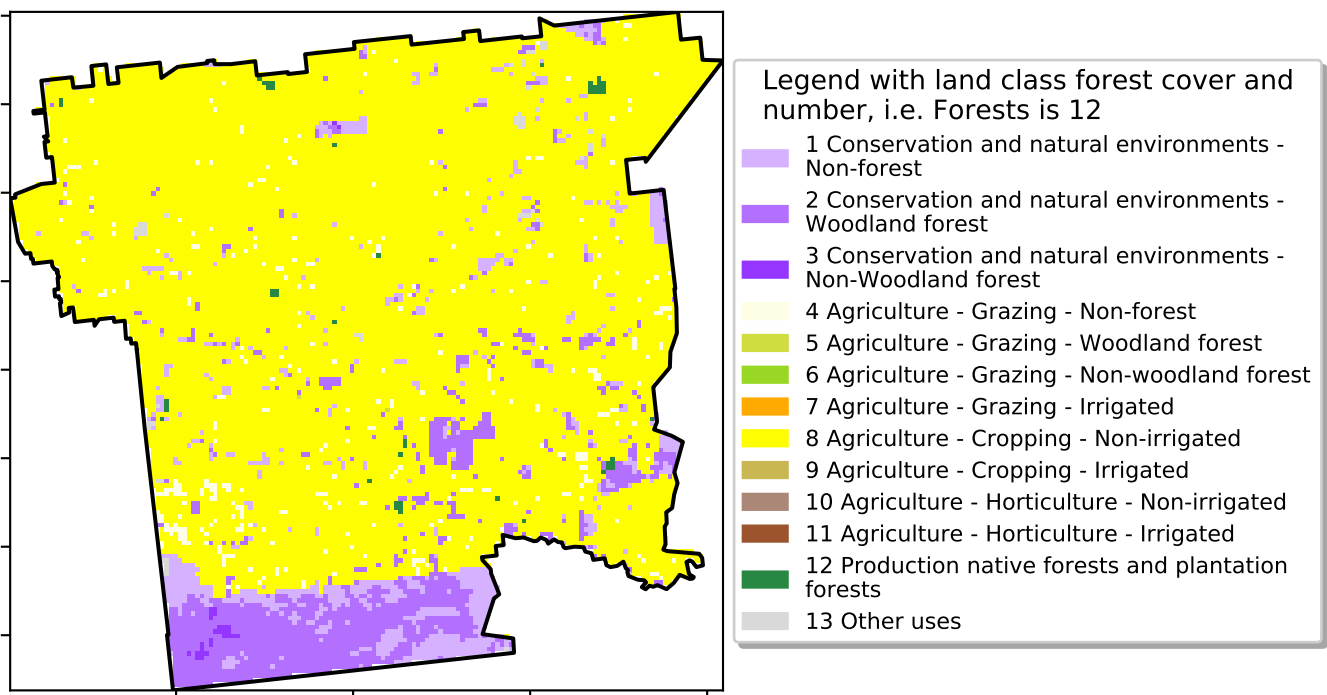 Legend with land class forest cover and
number, i.e. Forests is 12
1 Conservation and natural environments -
Non-forest
2 Conservation and natural environments -
Woodland forest
3 Conservation and natural environments -
Non-Woodland forest
4 Agriculture - Grazing - Non-forest
5 Agriculture - Grazing - Woodland forest
6 Agriculture - Grazing - Non-woodland forest
7 Agriculture - Grazing - Irrigated
8 Agriculture - Cropping - Non-irrigated
9 Agriculture - Cropping - Irrigated
10 Agriculture - Horticulture - Non-irrigated
11 Agriculture - Horticulture - Irrigated
12 Production native forests and plantation
forests
13 Other uses